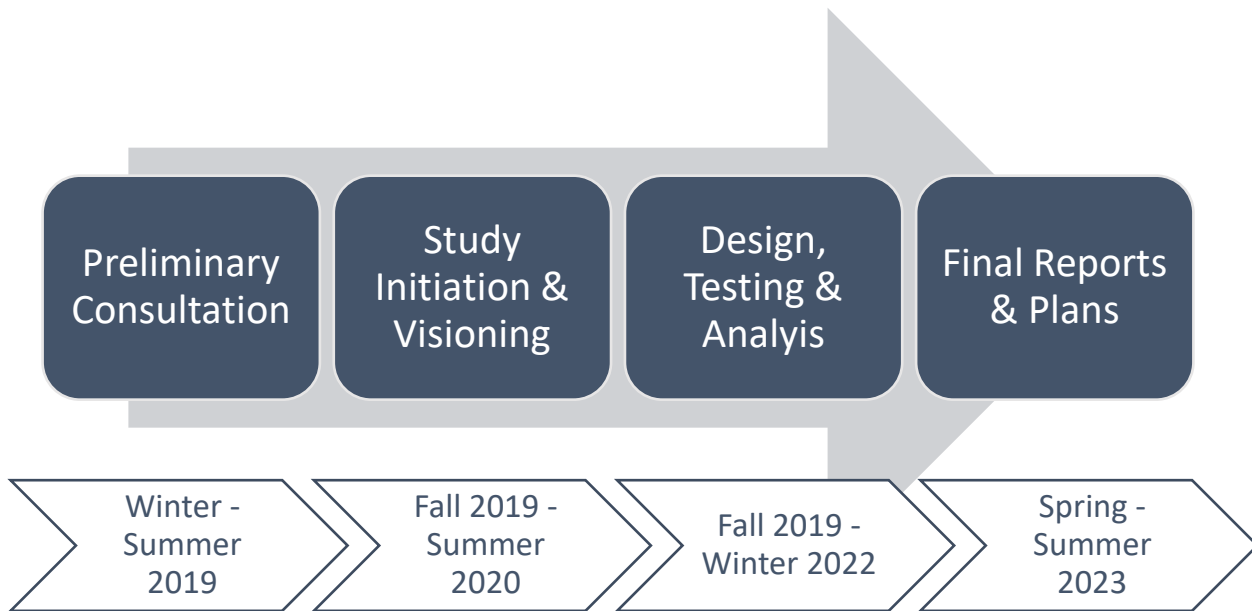 Preliminary
Consultation
Study
Initiation &
Visioning
Design,
Testing &
Analyis
Final Reports
& Plans
Winter -
Summer
2019
Fall 2019 -
Summer
2020
Fall 2019 -
Winter 2022
Spring -
Summer
2023